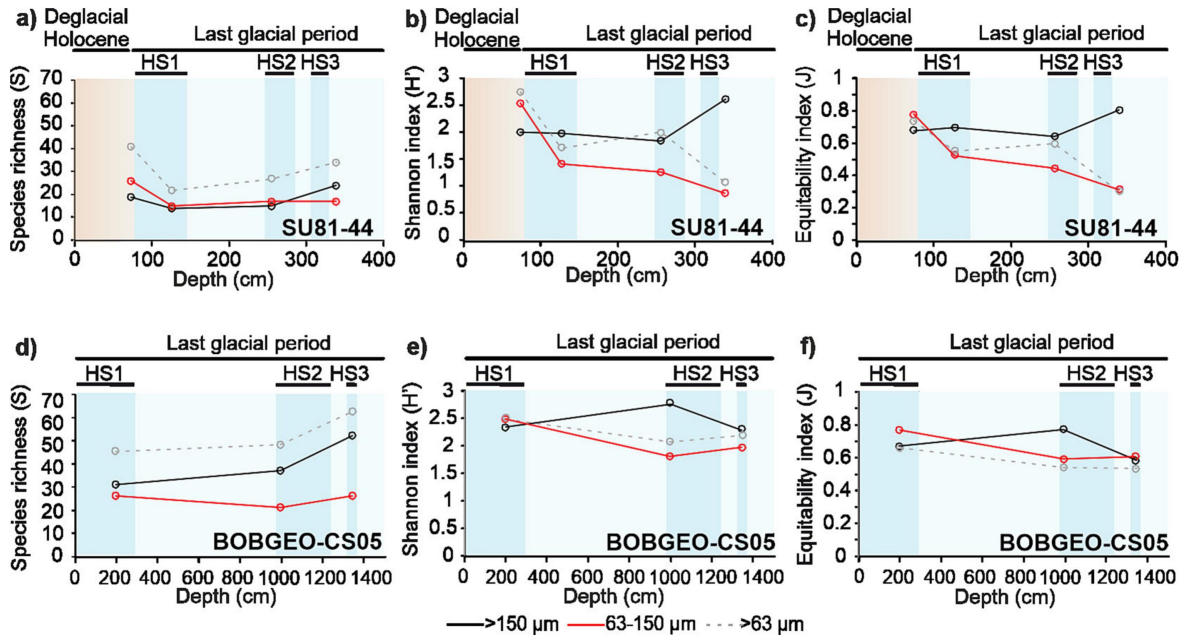 a)
Deglacial
Holocene
Last glacial period
HS1
HS2
HS3
Species richness (S)
70
60
50
40
30
20
10
0
SU81-44
0
100
200
300
400
Depth (cm)
b)
Deglacial
Holocene
Last glacial period
HS1
HS2
HS3
Shannon index (H')
3
2.5
2
1.5
1
0.5
0
SU81-44
0
100
200
300
400
Depth (cm)
c)
Deglacial
Holocene
Last glacial period
HS1
HS2
HS3
Equitability index (J)
1
0.8
0.6
0.4
0.2
0
SU81-44
0
100
200
300
400
Depth (cm)
d)
Last glacial period
HS1
HS2
HS3
Species richness (S)
70
60
50
40
30
20
10
0
BOBGEO-CS05
0
200
400
600
800
1000
1200
1400
Depth (cm)
e)
Last glacial period
HS1
HS2
HS3
Shannon index (H')
3
2.5
2
1.5
1
0.5
0
BOBGEO-CS05
0
200
400
600
800
1000
1200
1400
Depth (cm)
f)
Last glacial period
HS1
HS2
HS3
Equitability index (J)
1
0.8
0.6
0.4
0.2
0
BOBGEO-CS05
0
200
400
600
800
1000
1200
1400
Depth (cm)
>150 µm
63-150 µm
>63 µm